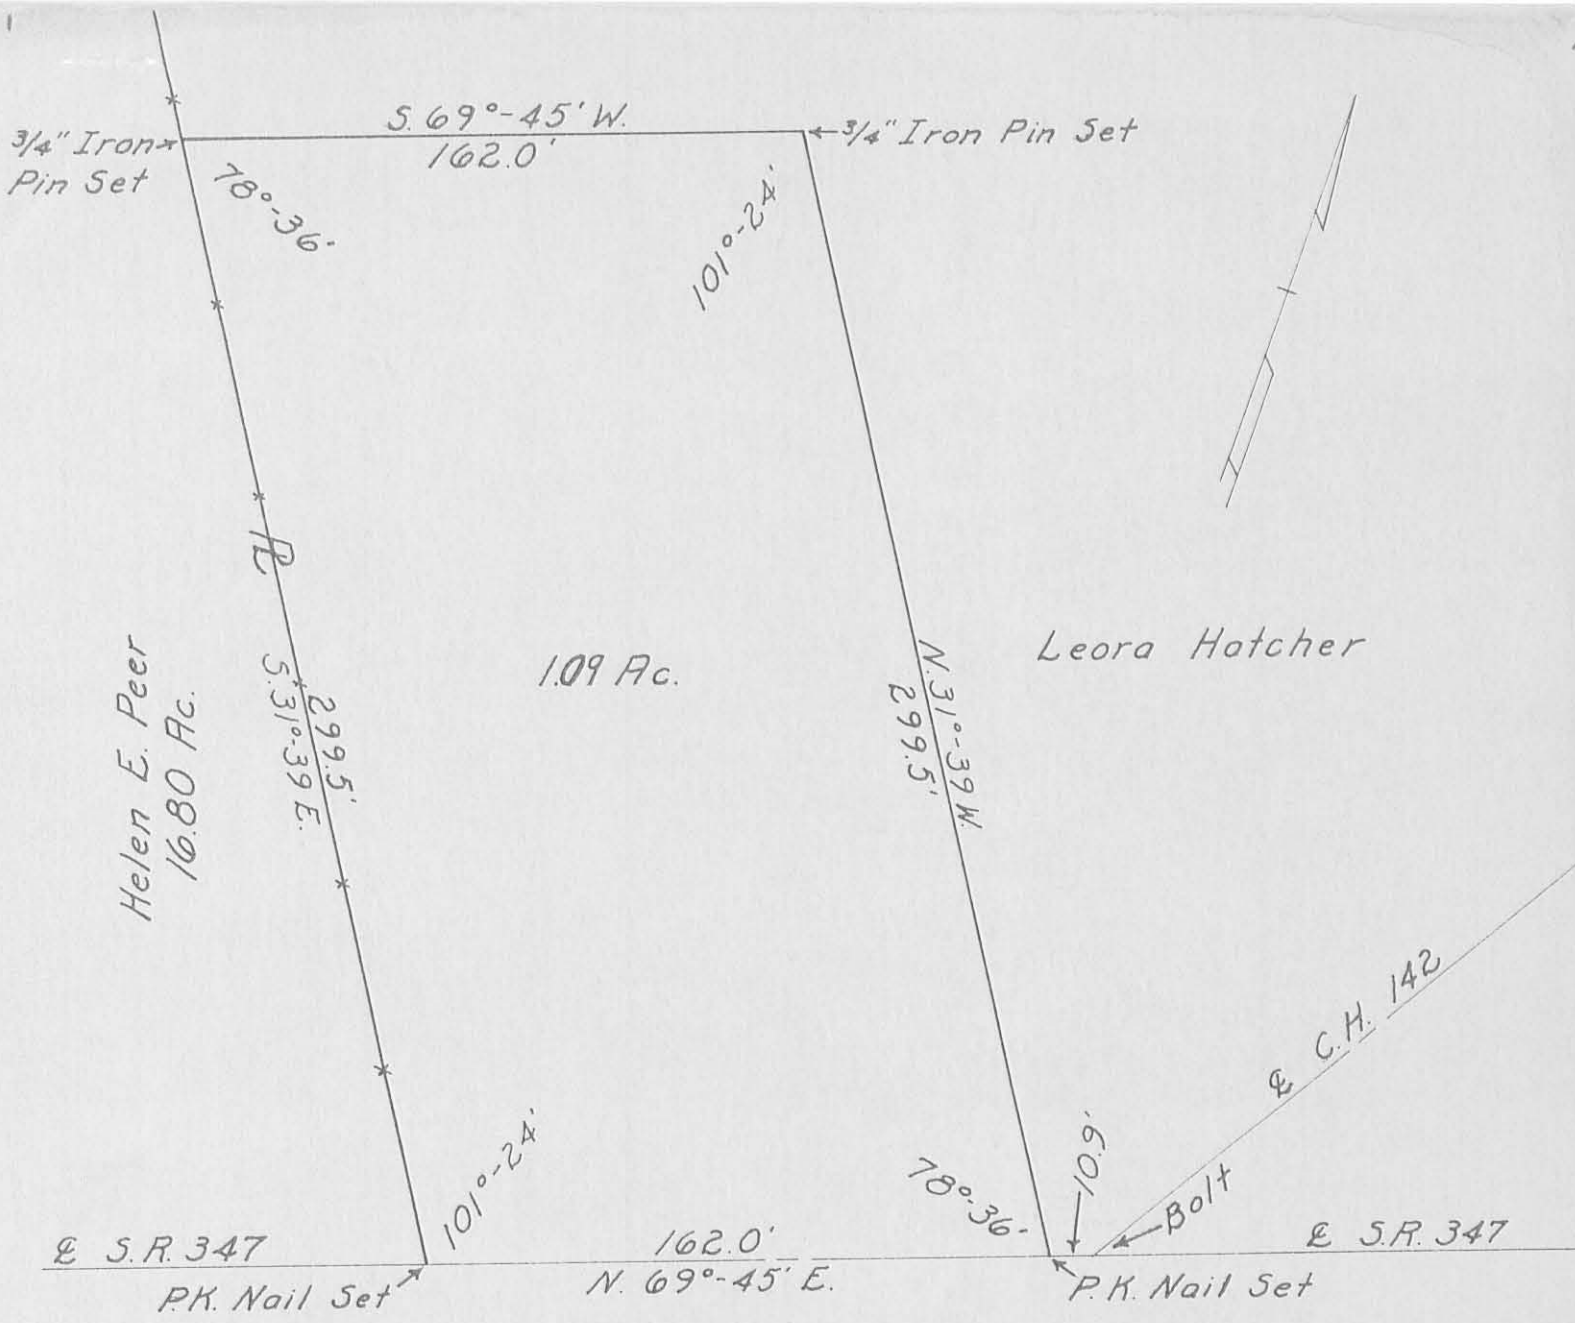 S. 69°-45' W.
162.0'
3/4" Iron
Pin Set
3/4" Iron Pin Set
78°-36'
101°-24'
PL
Helen E. Peer
16.80 Ac.
299.5'
S. 31°-39 E.
1.09 Ac.
N. 31°-39 W.
299.5'
Leora Hatcher
℄ C.H. 142
101°-24'
78°-36'
10.6'
Bolt
℄ S.R. 347
162.0'
N. 69°-45' E.
℄ S.R. 347
P.K. Nail Set
P.K. Nail Set